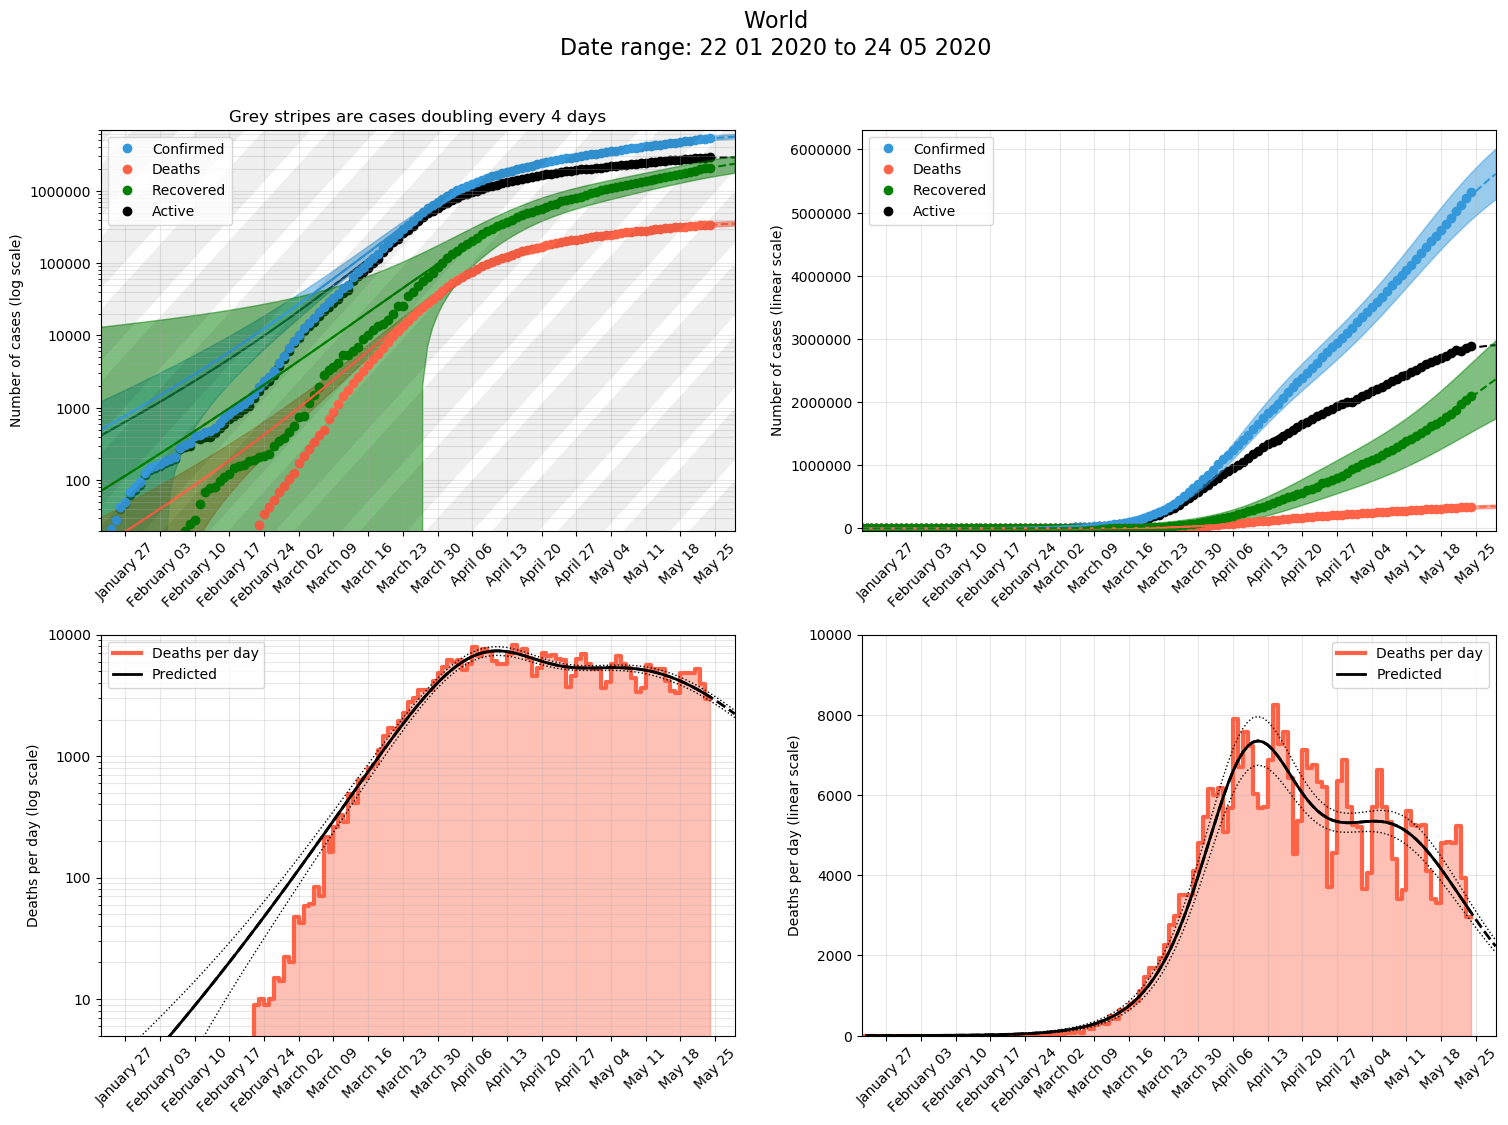 World
Date range: 22 01 2020 to 24 05 2020
Grey stripes are cases doubling every 4 days
Confirmed
Deaths
Recovered
Active
Number of cases (log scale)
1000000
100000
10000
1000
100
January 27
February 03
February 10
February 17
February 24
March 02
March 09
March 16
March 23
March 30
April 06
April 13
April 20
April 27
May 04
May 11
May 18
May 25
Confirmed
Deaths
Recovered
Active
Number of cases (linear scale)
6000000
5000000
4000000
3000000
2000000
1000000
0
January 27
February 03
February 10
February 17
February 24
March 02
March 09
March 16
March 23
March 30
April 06
April 13
April 20
April 27
May 04
May 11
May 18
May 25
Deaths per day
Predicted
Deaths per day (log scale)
10000
1000
100
10
January 27
February 03
February 10
February 17
February 24
March 02
March 09
March 16
March 23
March 30
April 06
April 13
April 20
April 27
May 04
May 11
May 18
May 25
Deaths per day
Predicted
Deaths per day (linear scale)
10000
8000
6000
4000
2000
0
January 27
February 03
February 10
February 17
February 24
March 02
March 09
March 16
March 23
March 30
April 06
April 13
April 20
April 27
May 04
May 11
May 18
May 25